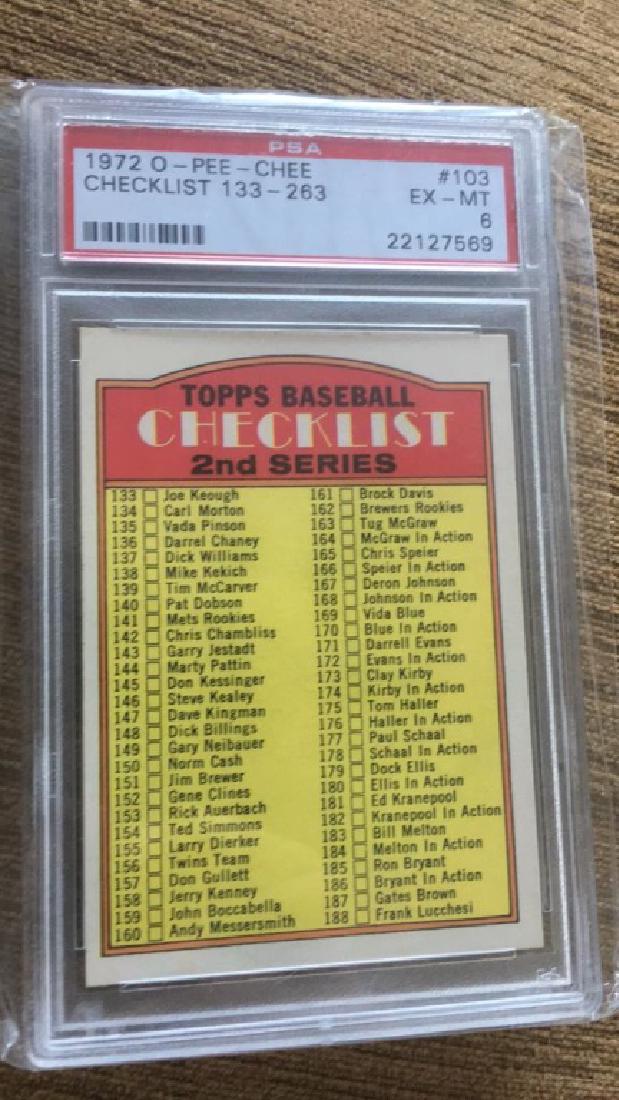 PSA
1972 O-PEE-CHEE #103
CHECKLIST 133-263 EX-MT
6
22127569
TOPPS BASEBALL
CHECKLIST
2nd SERIES
133 Joe Keough
134 Carl Morton
135 Vada Pinson
136 Darrel Chaney
137 Dick Williams
138 Mike Kekich
139 Tim McCarver
140 Pat Dobson
141 Mets Rookies
142 Chris Chambliss
143 Garry Jestadt
144 Marty Pattin
145 Don Kessinger
146 Steve Kealey
147 Dave Kingman
148 Dick Billings
149 Gary Neibauer
150 Norm Cash
151 Jim Brewer
152 Gene Clines
153 Rick Auerbach
154 Ted Simmons
155 Larry Dierker
156 Twins Team
157 Don Gullett
158 Jerry Kenney
159 John Boccabella
160 Andy Messersmith
161 Brock Davis
162 Brewers Rookies
163 Tug McGraw
164 McGraw In Action
165 Chris Speier
166 Speier In Action
167 Deron Johnson
168 Johnson In Action
169 Vida Blue
170 Blue In Action
171 Darrell Evans
172 Evans In Action
173 Clay Kirby
174 Kirby In Action
175 Tom Haller
176 Haller In Action
177 Paul Schaal
178 Schaal In Action
179 Dock Ellis
180 Ellis In Action
181 Ed Kranepool
182 Kranepool In Action
183 Bill Melton
184 Melton In Action
185 Ron Bryant
186 Bryant In Action
187 Gates Brown
188 Frank Lucchesi